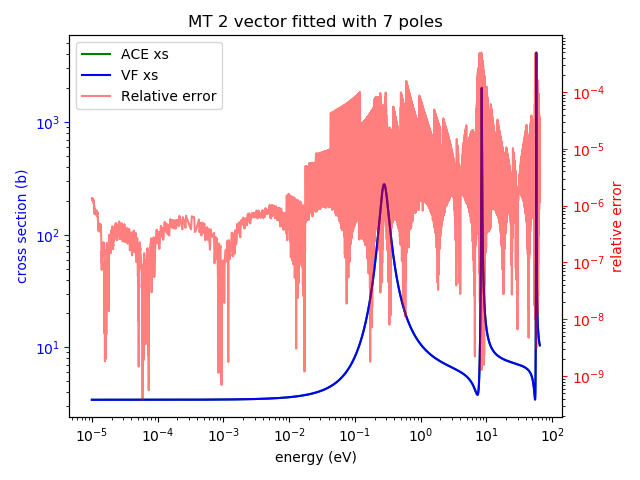 MT 2 vector fitted with 7 poles
ACE xs
VF xs
Relative error
cross section (b)
10³
10²
10¹
10⁻⁴
10⁻⁵
10⁻⁶
10⁻⁷
10⁻⁸
10⁻⁹
relative error
10⁻⁵
10⁻⁴
10⁻³
10⁻²
10⁻¹
10⁰
10¹
10²
energy (eV)